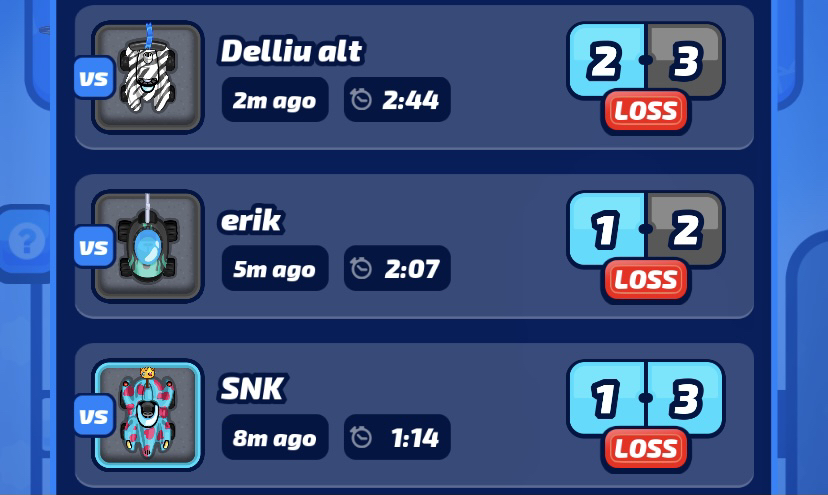 Delliu alt
VS
2m ago 2:44
2 3
LOSS
erik
VS
5m ago 2:07
1 2
LOSS
SNK
VS
8m ago 1:14
1 3
LOSS
?